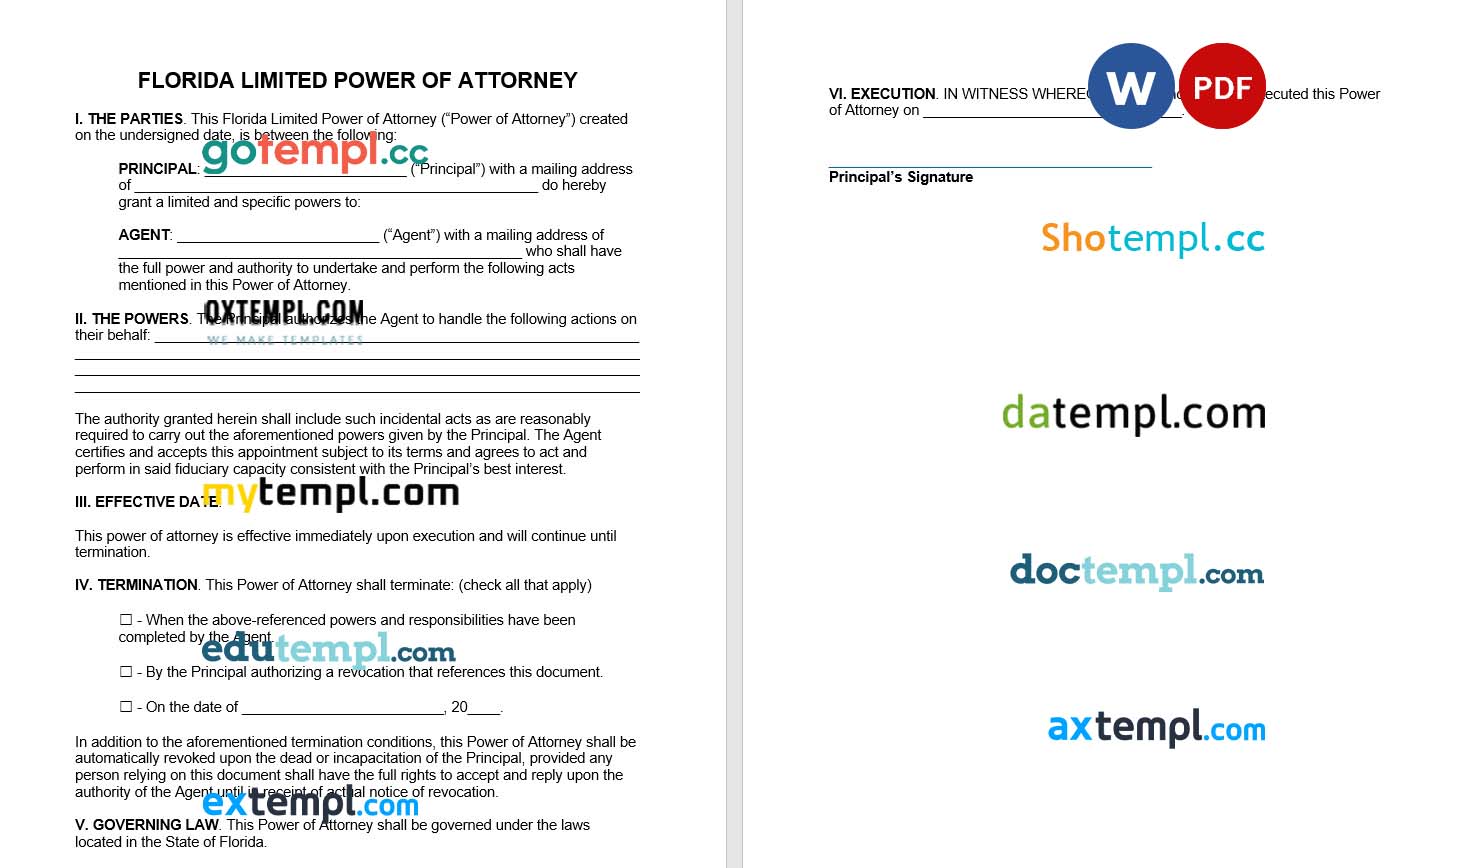 FLORIDA LIMITED POWER OF ATTORNEY
I. THE PARTIES. This Florida Limited Power of Attorney (“Power of Attorney”) created
on the undersigned date, is between the following:
gotempl.cc
PRINCIPAL: _________________________ (“Principal”) with a mailing address
of __________________________________________________ do hereby
grant a limited and specific powers to:
AGENT: _________________________ (“Agent”) with a mailing address of
__________________________________________________ who shall have
the full power and authority to undertake and perform the following acts
mentioned in this Power of Attorney.
OXTEMPL.COM
II. THE POWERS. The Principal authorizes the Agent to handle the following actions on
their behalf: ____________________________________________________________
WE MAKE TEMPLATES
______________________________________________________________________
______________________________________________________________________
______________________________________________________________________
The authority granted herein shall include such incidental acts as are reasonably
required to carry out the aforementioned powers given by the Principal. The Agent
certifies and accepts this appointment subject to its terms and agrees to act and
perform in said fiduciary capacity consistent with the Principal’s best interest.
mytempl.com
III. EFFECTIVE DATE.
This power of attorney is effective immediately upon execution and will continue until
termination.
IV. TERMINATION. This Power of Attorney shall terminate: (check all that apply)
☐ - When the above-referenced powers and responsibilities have been
completed by the Agent.
edutempl.com
☐ - By the Principal authorizing a revocation that references this document.
☐ - On the date of _________________________, 20____.
In addition to the aforementioned termination conditions, this Power of Attorney shall be
automatically revoked upon the dead or incapacitation of the Principal, provided any
person relying on this document shall have the full rights to accept and reply upon the
authority of the Agent until in receipt of actual notice of revocation.
extempl.com
V. GOVERNING LAW. This Power of Attorney shall be governed under the laws
located in the State of Florida.
W PDF
VI. EXECUTION. IN WITNESS WHEREO ecuted this Power
of Attorney on ________________________________.
________________________________________
Principal’s Signature
Shotempl.cc
datempl.com
doctempl.com
axtempl.com